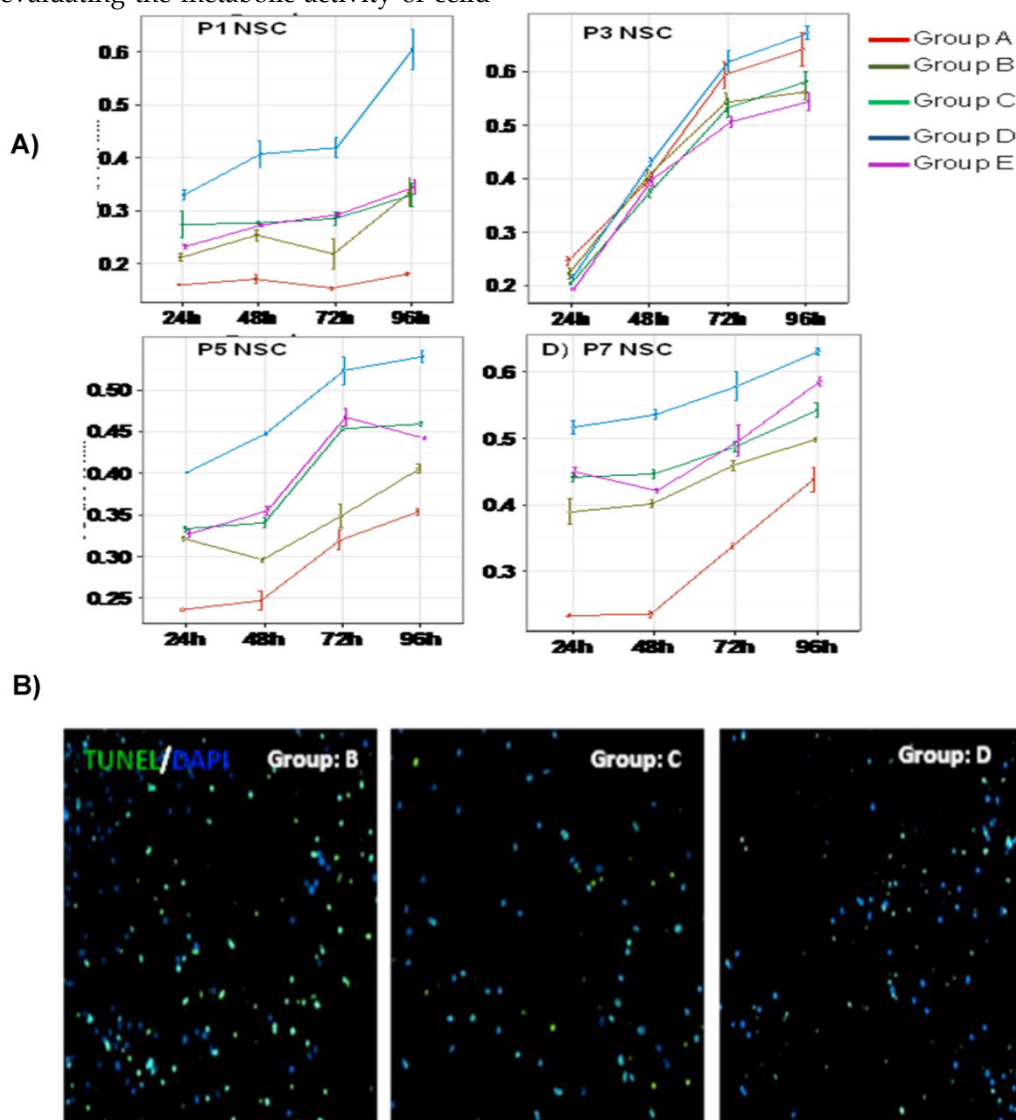 evaluating the metabolic activity of cells
A)
P1 NSC
0.6
0.5
0.4
0.3
0.2
24h 48h 72h 96h
P3 NSC
0.6
0.5
0.4
0.3
0.2
24h 48h 72h 96h
Group A
Group B
Group C
Group D
Group E
P5 NSC
0.50
0.45
0.40
0.35
0.30
0.25
24h 48h 72h 96h
D) P7 NSC
0.6
0.5
0.4
0.3
24h 48h 72h 96h
B)
TUNEL/DAPI Group: B
Group: C
Group: D